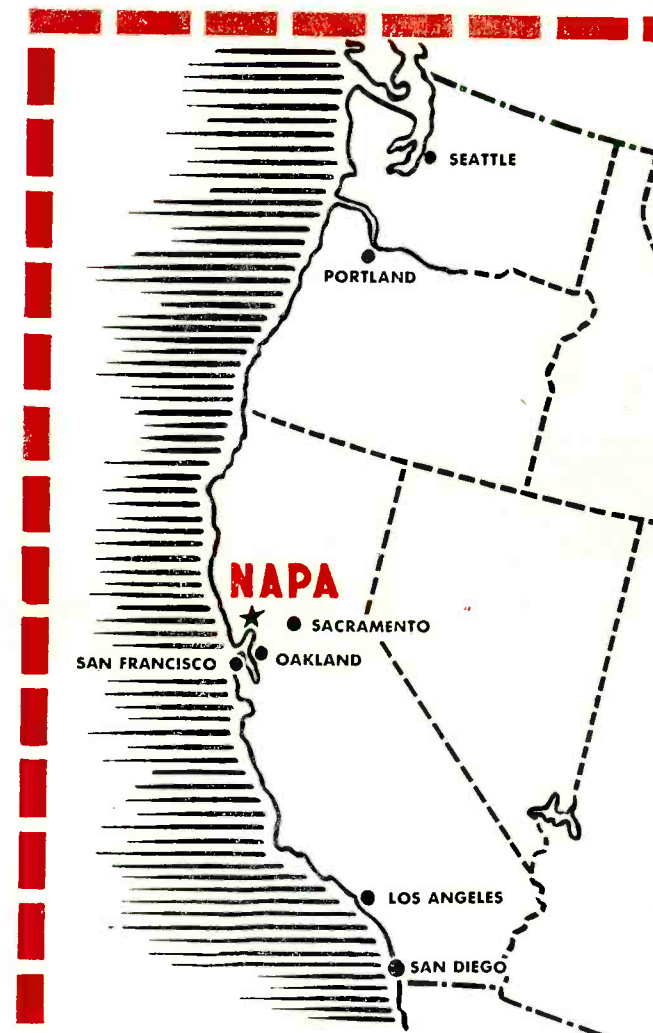 SEATTLE
PORTLAND
NAPA
SACRAMENTO
SAN FRANCISCO
OAKLAND
LOS ANGELES
SAN DIEGO